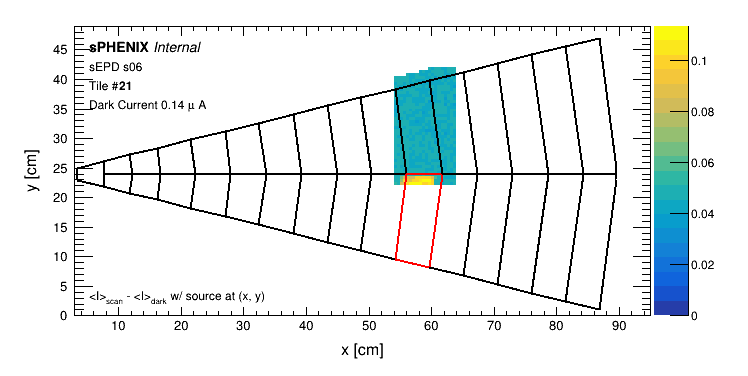 sPHENIX Internal
sEPD s06
Tile #21
Dark Current 0.14 μ A
<I>scan - <I>dark w/ source at (x, y)
y [cm]
45
40
35
30
25
20
15
10
5
0
10 20 30 40 50 60 70 80 90
x [cm]
0.1
0.08
0.06
0.04
0.02
0